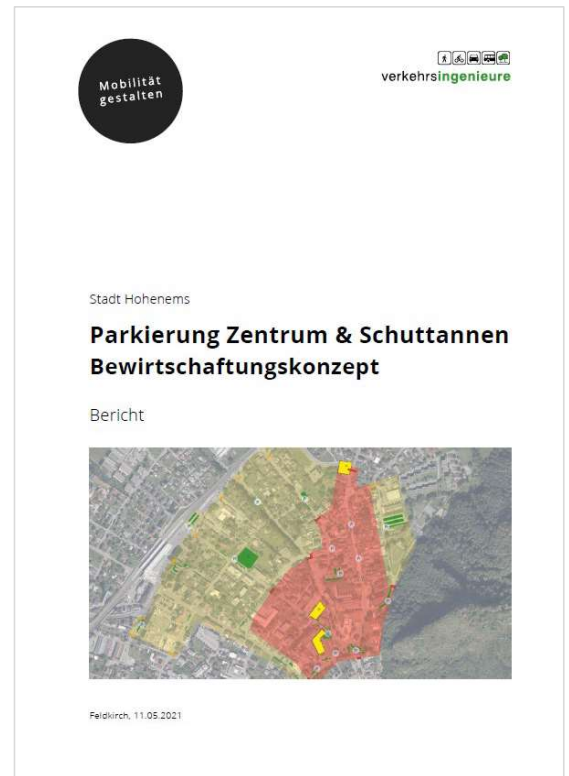 Mobilität
gestalten
verkehrsingenieure
Stadt Hohenems
Parkierung Zentrum & Schuttannen
Bewirtschaftungskonzept
Bericht
Feldkirch, 11.05.2021